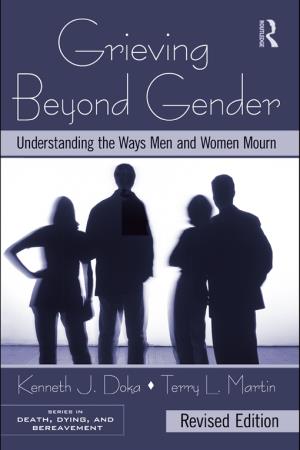 ROUTLEDGE
Grieving
Beyond Gender
Understanding the Ways Men and Women Mourn
Kenneth J. Doka • Terry L. Martin
SERIES IN
DEATH, DYING, AND
BEREAVEMENT
Revised Edition